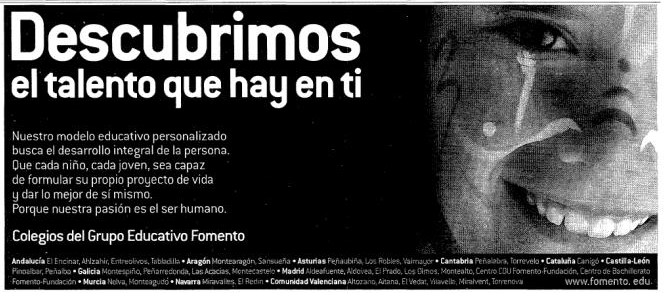 Descubrimos
el talento que hay en ti
Nuestro modelo educativo personalizado
busca el desarrollo integral de la persona.
Que cada niño, cada joven, sea capaz
de formular su propio proyecto de vida
y dar lo mejor de sí mismo.
Porque nuestra pasión es el ser humano.
Colegios del Grupo Educativo Fomento
Andalucía El Encinar, Ahlzahir, Entreolivos, Tabladilla • Aragón Montearagón, Sansueña • Asturias Peñaubiña, Los Robles, Valmayor • Cantabria Peñalabra, Torrevelo • Cataluña Canigó • Castilla-León
Pinoalbar, Peñalba • Galicia Montespiño, Peñarredonda, Las Acacias, Montecastelo • Madrid Aldeafuente, Aldovea, El Prado, Los Olmos, Montealto, Centro CDU Fomento-Fundación, Centro de Bachillerato
Fomento-Fundación • Murcia Nelva, Monteagudo • Navarra Miravalles, El Redín • Comunidad Valenciana Altozano, Aitana, El Vedat, Vilavella, Miralvent, Torrenova
www.fomento.edu